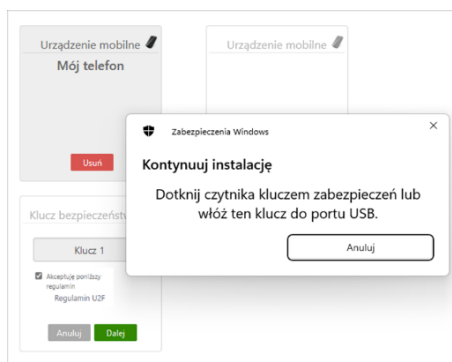 Urządzenie mobilne
Mój telefon
Usuń
Urządzenie mobilne
Zabezpieczenia Windows
Kontynuuj instalację
Dotknij czytnika kluczem zabezpieczeń lub
włóż ten klucz do portu USB.
Anuluj
Klucz bezpieczeństw
Klucz 1
Akceptuję poniższy
regulamin
Regulamin U2F
Anuluj
Dalej